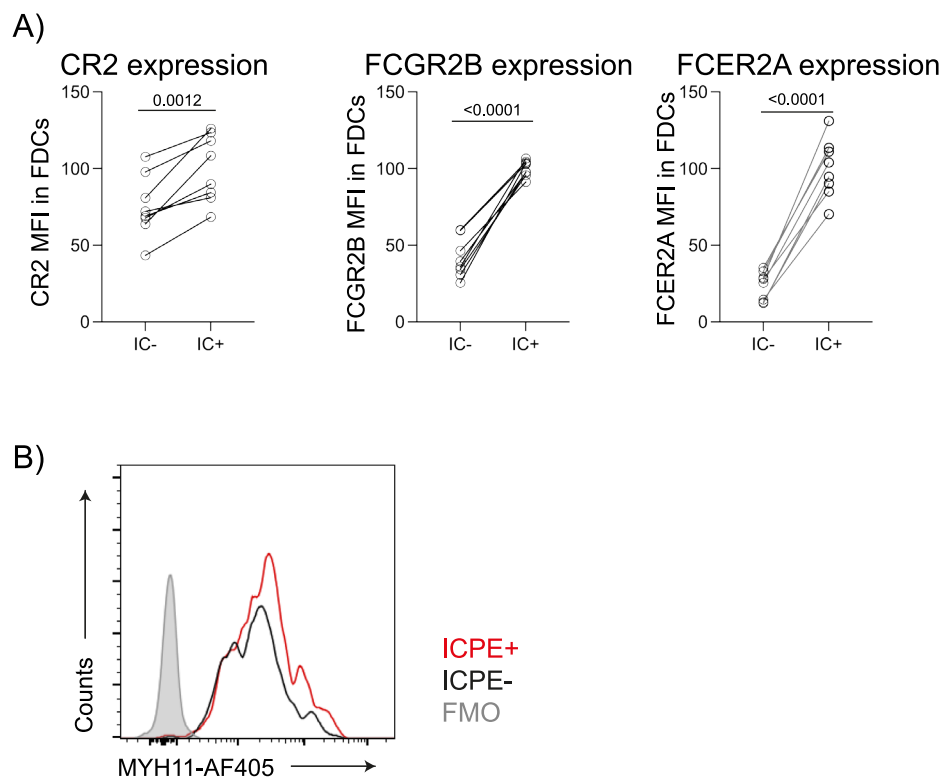 A)
CR2 expression
FCGR2B expression
FCER2A expression
150
0.0012
100
50
0
CR2 MFI in FDCs
IC-
IC+
150
<0.0001
100
50
0
FCGR2B MFI in FDCs
IC-
IC+
150
<0.0001
100
50
0
FCER2A MFI in FDCs
IC-
IC+
B)
Counts
MYH11-AF405
ICPE+
ICPE-
FMO